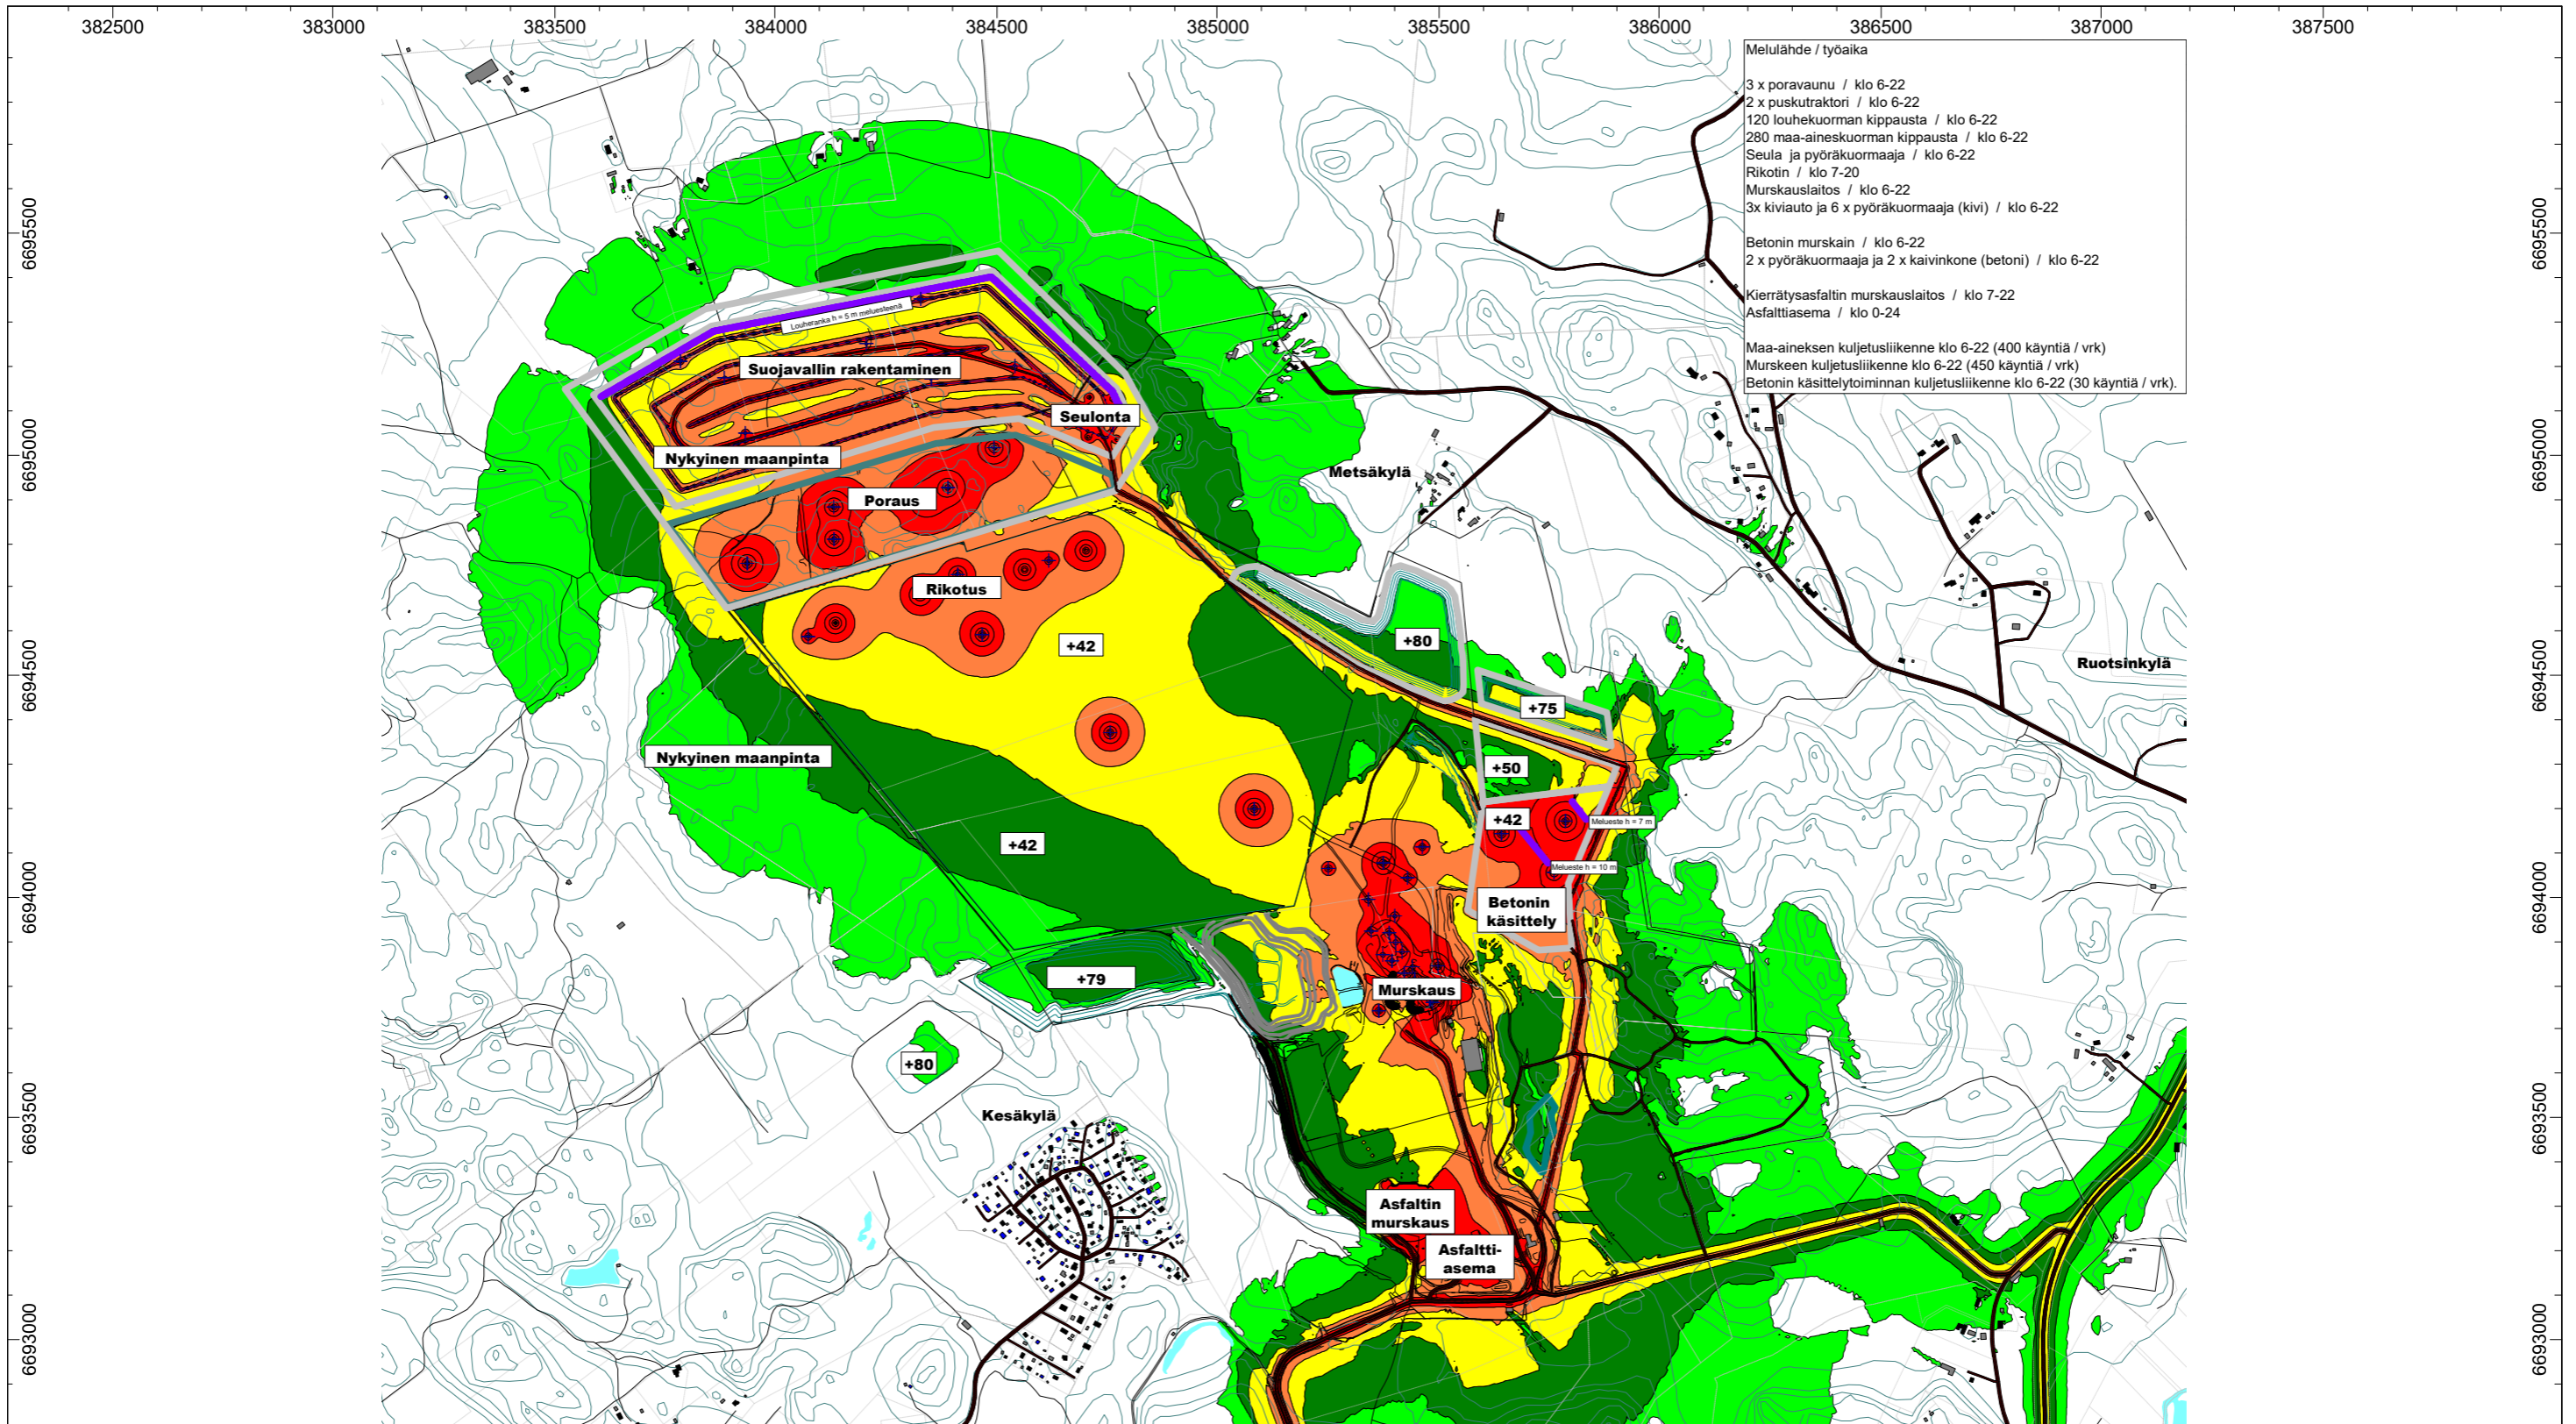 382500 383000 383500 384000 384500 385000 385500 386000 386500 387000 387500
Melulähde / työaika
3 x poravaunu / klo 6-22
2 x puskutraktori / klo 6-22
120 louhekuorman kippausta / klo 6-22
280 maa-aineskuorman kippausta / klo 6-22
Seula ja pyöräkuormaaja / klo 6-22
Rikotin / klo 7-20
Murskauslaitos / klo 6-22
3x kiviauto ja 6 x pyöräkuormaaja (kivi) / klo 6-22
Betonin murskain / klo 6-22
2 x pyöräkuormaaja ja 2 x kaivinkone (betoni) / klo 6-22
Kierrätysasfaltin murskauslaitos / klo 7-22
Asfalttiasema / klo 0-24
Maa-aineksen kuljetusliikenne klo 6-22 (400 käyntiä / vrk)
Murskeen kuljetusliikenne klo 6-22 (450 käyntiä / vrk)
Betonin käsittelytoiminnan kuljetusliikenne klo 6-22 (30 käyntiä / vrk).
6695500
6695500
Louheranka h = 5 m meluesteenä
Suojavallin rakentaminen
Seulonta
6695000
Nykyinen maanpinta
Metsäkylä
6695000
Poraus
Rikotus
+42
+80
6694500
Ruotsinkylä
6694500
+75
Nykyinen maanpinta
+50
+42
Melueste h = 7 m
+42
Melueste h = 10 m
6694000
Betonin
käsittely
6694000
+79
Murskaus
+80
6693500
Kesäkylä
6693500
Asfaltin
murskaus
Asfaltti-
asema
6693000
6693000